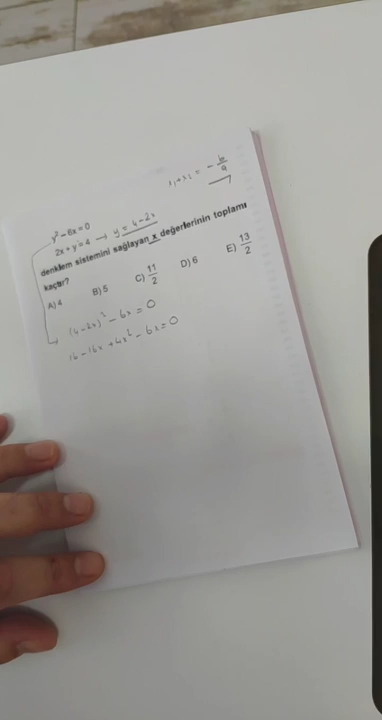 x₁+x₂ = - b/a
y² - 6x = 0
2x + y = 4 → y = 4-2x
denklem sistemini sağlayan x değerlerinin toplamı
kaçtır?
A) 4 B) 5 C) 11/2 D) 6 E) 13/2
(4-2x)² - 6x = 0
16 - 16x + 4x² - 6x = 0